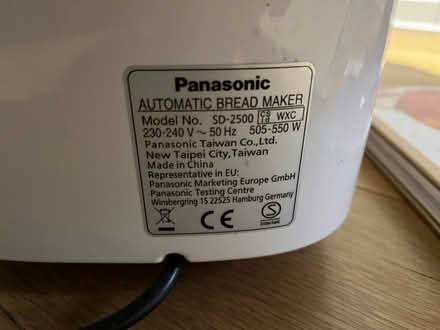 Panasonic
AUTOMATIC BREAD MAKER
Model No. SD-2500 WXC
230-240 V ~ 50 Hz 505-550 W
Panasonic Taiwan Co.,Ltd.
New Taipei City,Taiwan
Made in China
Representative in EU:
Panasonic Marketing Europe GmbH
Panasonic Testing Centre
Winsbergring 15 22525 Hamburg Germany
CE
S